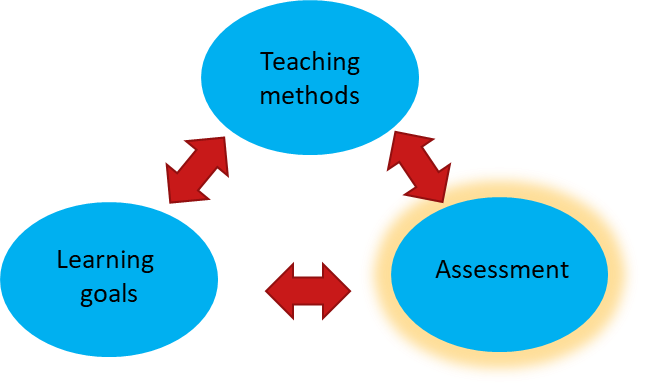 Teaching
methods
Learning
goals
Assessment